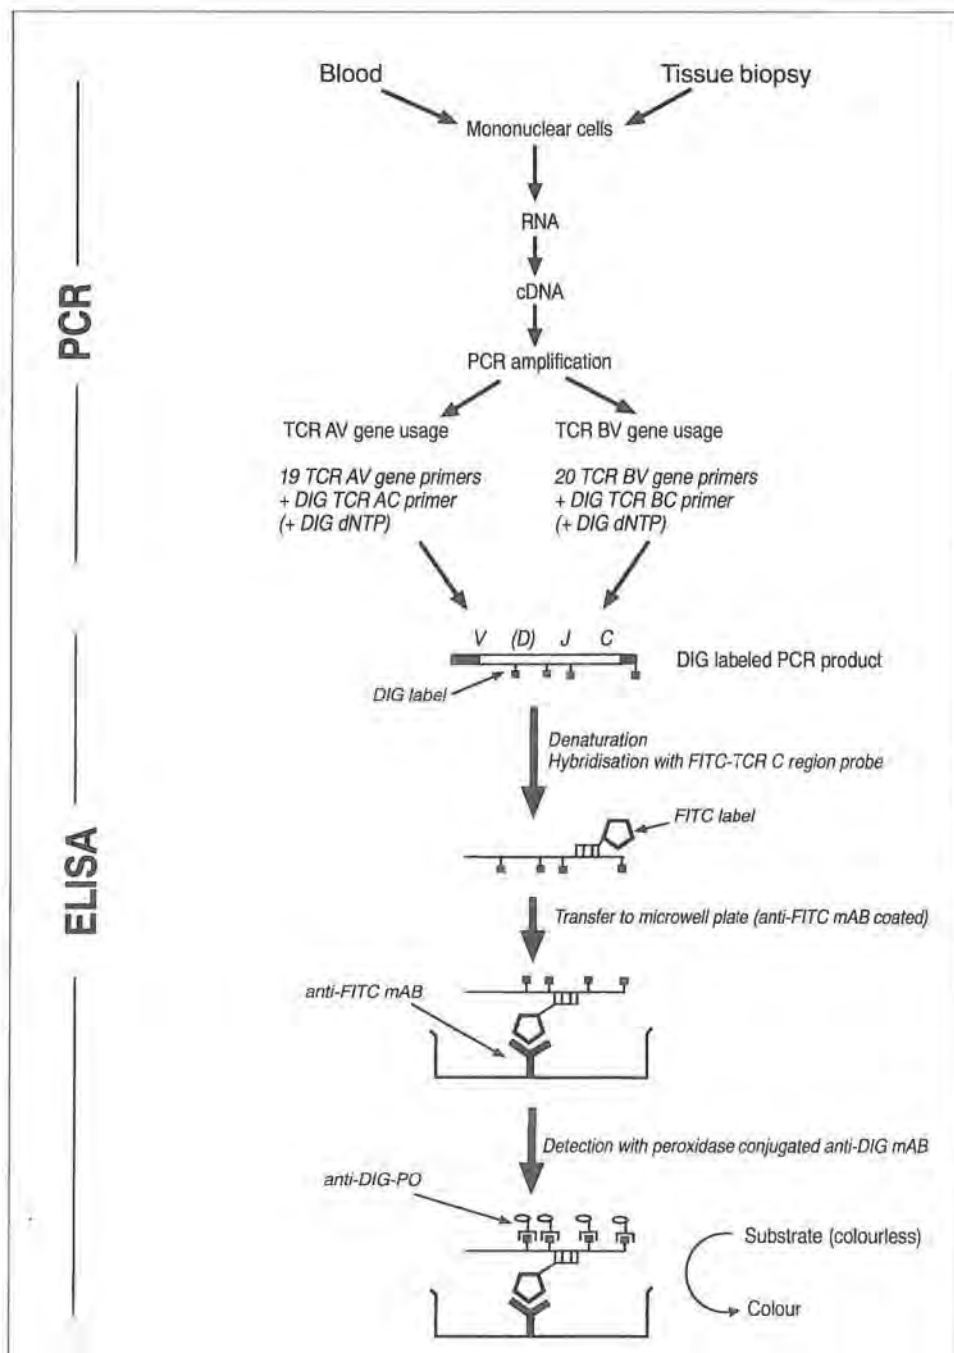 Blood
Tissue biopsy
Mononuclear cells
RNA
cDNA
PCR amplification
TCR AV gene usage
TCR BV gene usage
19 TCR AV gene primers
+ DIG TCR AC primer
(+ DIG dNTP)
20 TCR BV gene primers
+ DIG TCR BC primer
(+ DIG dNTP)
PCR
V (D) J C
DIG labeled PCR product
DIG label
Denaturation
Hybridisation with FITC-TCR C region probe
FITC label
ELISA
Transfer to microwell plate (anti-FITC mAB coated)
anti-FITC mAB
Detection with peroxidase conjugated anti-DIG mAB
anti-DIG-PO
Substrate (colourless)
Colour